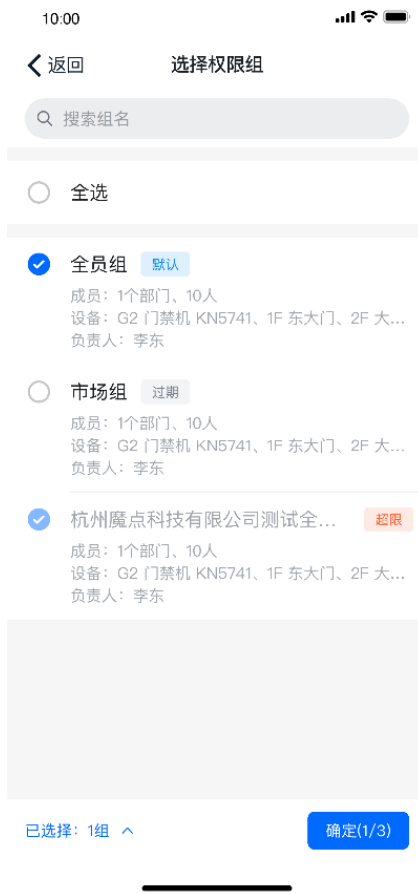 10:00
返回
选择权限组
搜索组名
全选
全员组 默认
成员：1个部门、10人
设备：G2 门禁机 KN5741、1F 东大门、2F 大...
负责人：李东
市场组 过期
成员：1个部门、10人
设备：G2 门禁机 KN5741、1F 东大门、2F 大...
负责人：李东
杭州魔点科技有限公司测试全... 超限
成员：1个部门、10人
设备：G2 门禁机 KN5741、1F 东大门、2F 大...
负责人：李东
已选择：1组 确定(1/3)